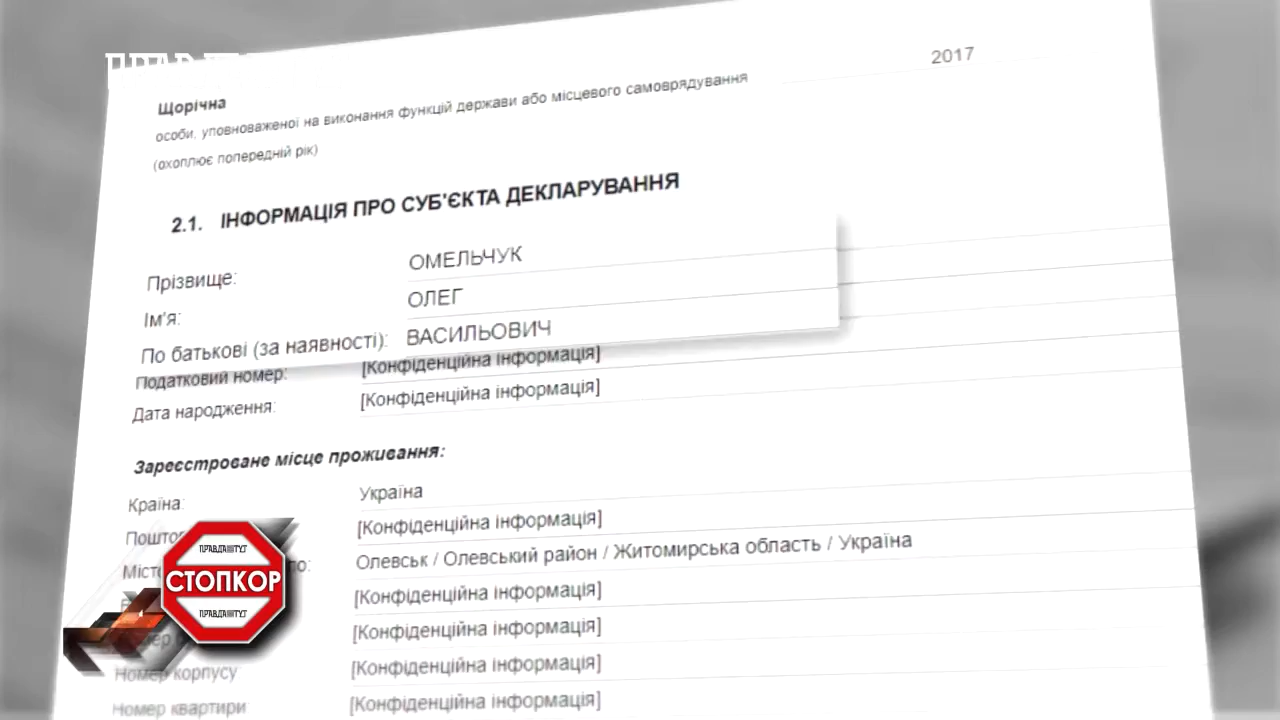 2017
Щорічна
особи, уповноваженої на виконання функцій держави або місцевого самоврядування
(охоплює попередній рік)
2.1. ІНФОРМАЦІЯ ПРО СУБ'ЄКТА ДЕКЛАРУВАННЯ
Прізвище: ОМЕЛЬЧУК
Ім'я: ОЛЕГ
По батькові (за наявності): ВАСИЛЬОВИЧ
Податковий номер: [Конфіденційна інформація]
Дата народження: [Конфіденційна інформація]
Зареєстроване місце проживання:
Країна: Україна
[Конфіденційна інформація]
Олевськ / Олевський район / Житомирська область / Україна
[Конфіденційна інформація]
[Конфіденційна інформація]
Номер корпусу [Конфіденційна інформація]
Номер квартири [Конфіденційна інформація]
ПРАВДАТУТ
СТОПКОР
ПРАВДАТУТ